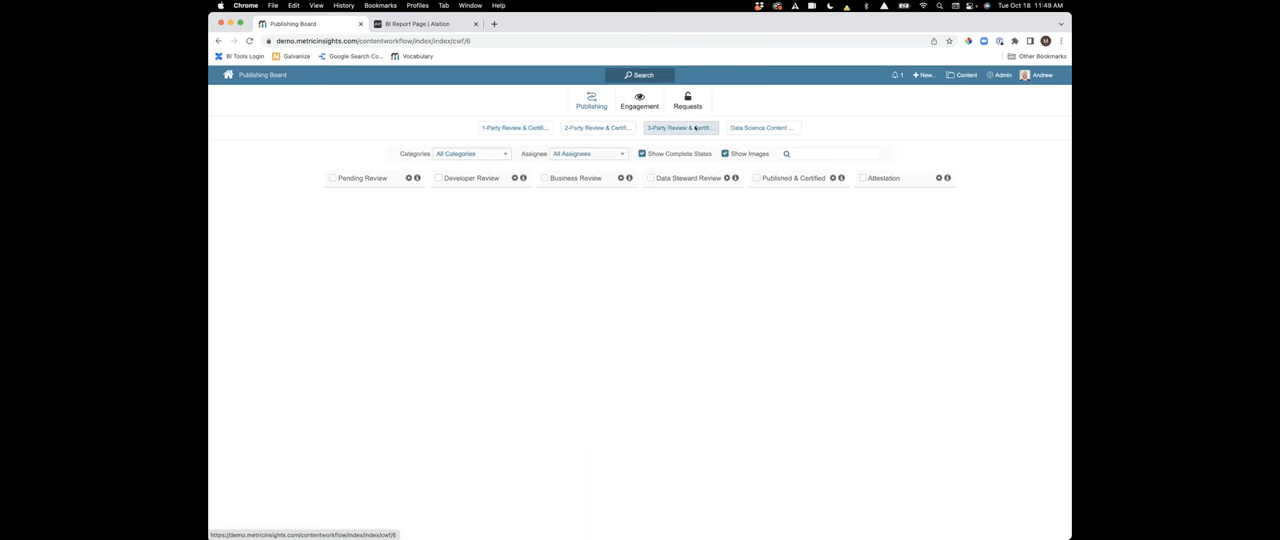 Chrome File Edit View History Bookmarks Profiles Tab Window Help Tue Oct 18 11:49 AM
Publishing Board BI Report Page | Alation
demo.metricinsights.com/contentworkflow/index/index/cwf/6
BI Tools Login Galvanize Google Search Co... Vocabulary Other Bookmarks
Publishing Board Search 1 + New... Content Admin Andrew
Publishing Engagement Requests
1-Party Review & Certifi... 2-Party Review & Certifi... 3-Party Review & Certifi... Data Science Content ...
Categories All Categories Assignee All Assignees Show Complete States Show Images
Pending Review Developer Review Business Review Data Steward Review Published & Certified Attestation
https://demo.metricinsights.com/contentworkflow/index/index/cwf/6